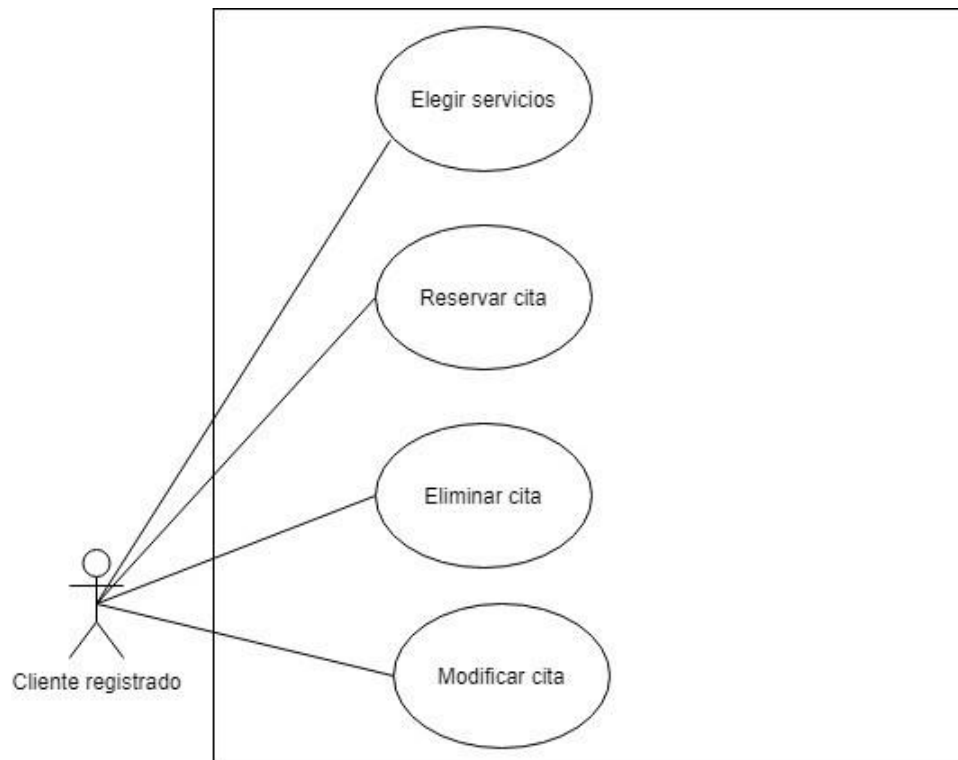 Elegir servicios
Reservar cita
Eliminar cita
Modificar cita
Cliente registrado